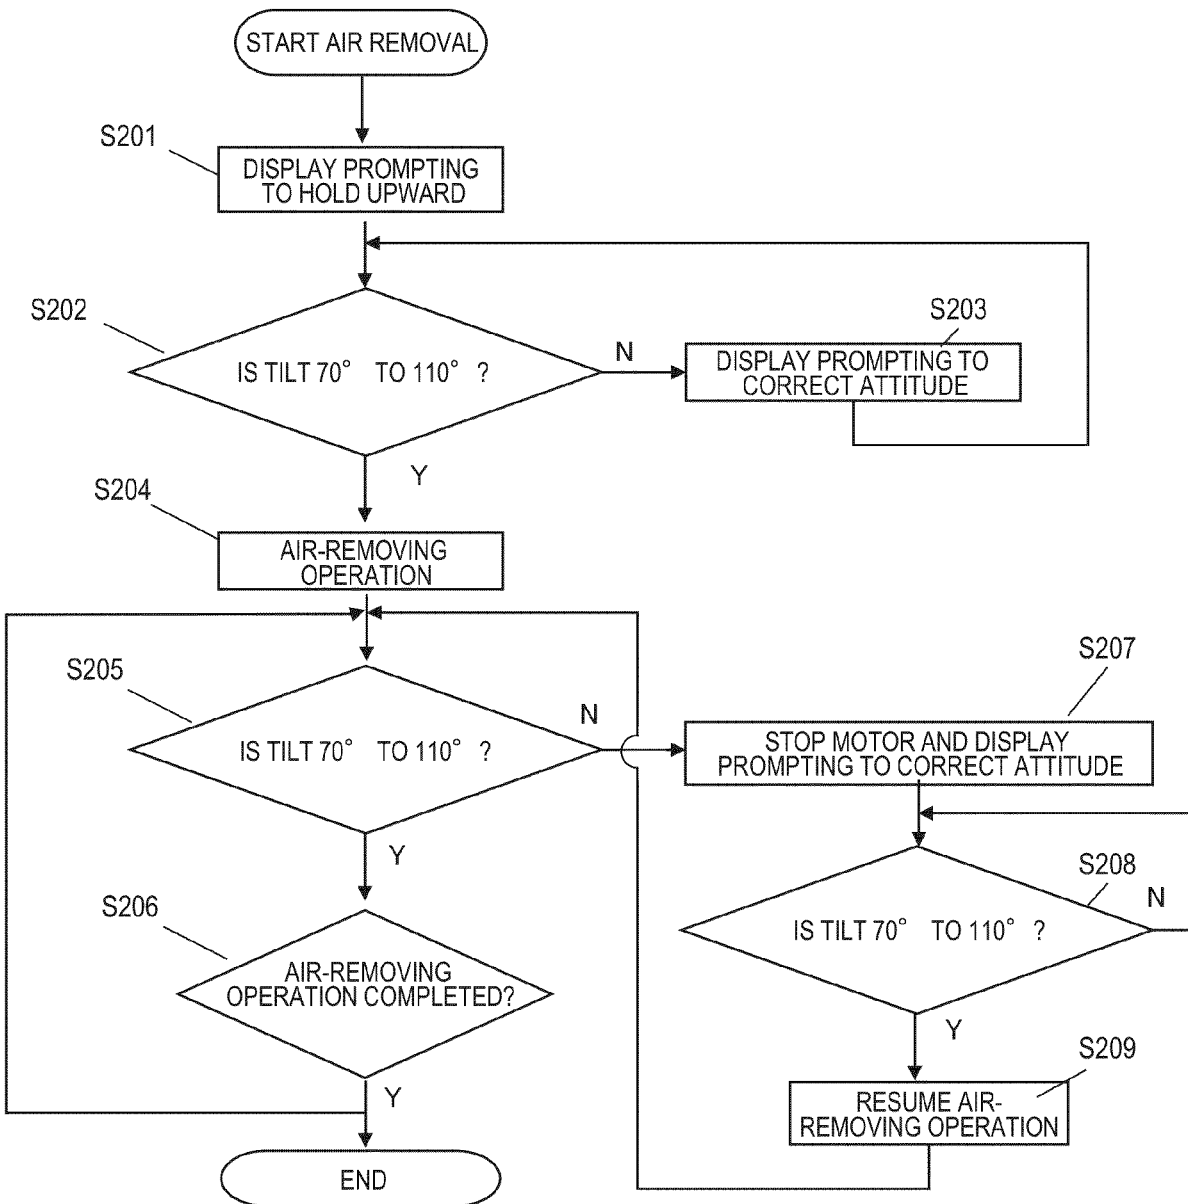 START AIR REMOVAL
S201
DISPLAY PROMPTING
TO HOLD UPWARD
S202
IS TILT 70° TO 110° ?
N
S203
DISPLAY PROMPTING TO
CORRECT ATTITUDE
Y
S204
AIR-REMOVING
OPERATION
S205
IS TILT 70° TO 110° ?
N
S207
STOP MOTOR AND DISPLAY
PROMPTING TO CORRECT ATTITUDE
Y
S206
AIR-REMOVING
OPERATION COMPLETED?
S208
IS TILT 70° TO 110° ?
N
Y
S209
RESUME AIR-
REMOVING OPERATION
Y
END